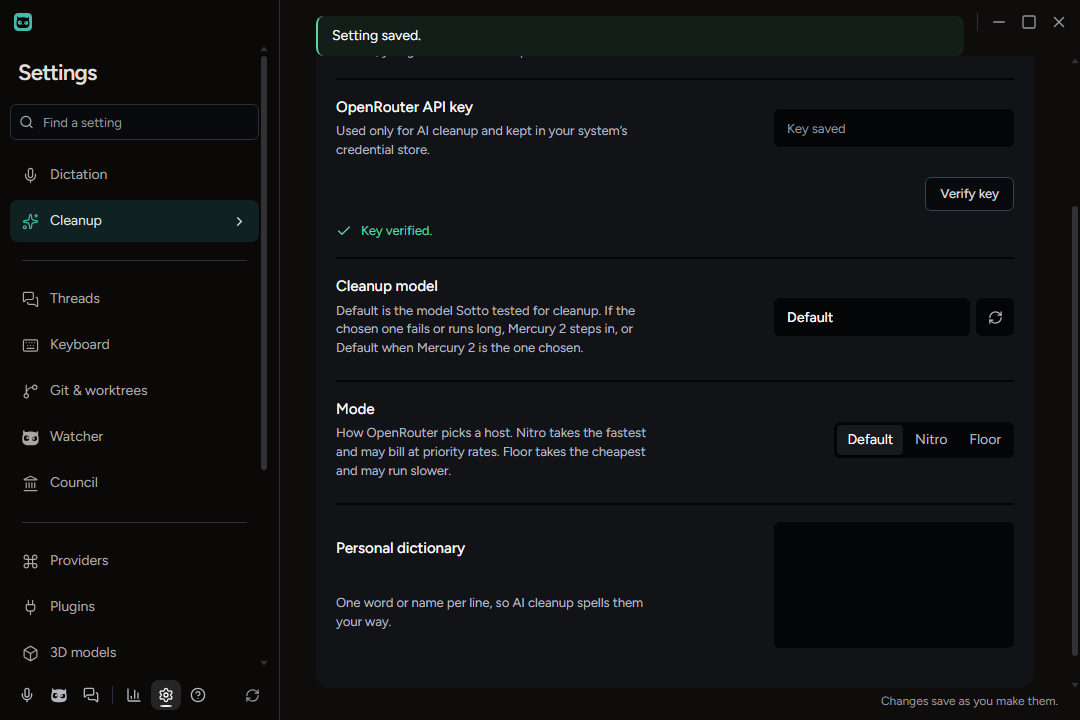 Setting saved.
Settings
Find a setting
Dictation
Cleanup
Threads
Keyboard
Git & worktrees
Watcher
Council
Providers
Plugins
3D models
OpenRouter API key
Used only for AI cleanup and kept in your system's
credential store.
Key saved
Verify key
Key verified.
Cleanup model
Default is the model Sotto tested for cleanup. If the
chosen one fails or runs long, Mercury 2 steps in, or
Default when Mercury 2 is the one chosen.
Default
Mode
How OpenRouter picks a host. Nitro takes the fastest
and may bill at priority rates. Floor takes the cheapest
and may run slower.
Default Nitro Floor
Personal dictionary
One word or name per line, so AI cleanup spells them
your way.
Changes save as you make them.